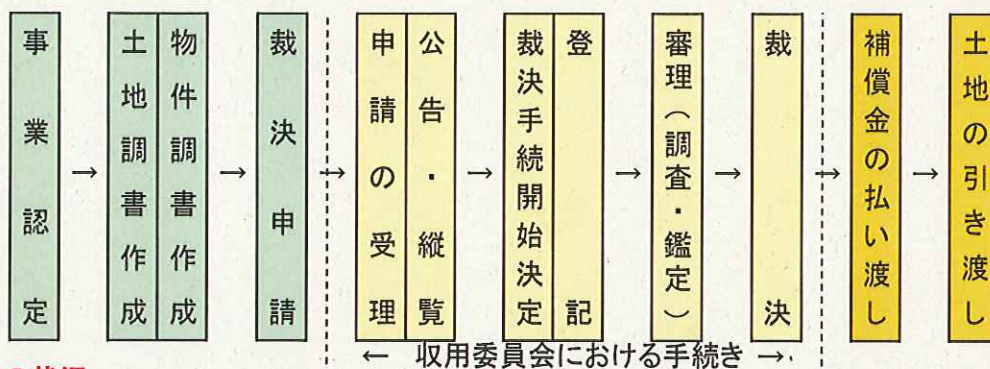 事業認定
→
土地調書作成
物件調書作成
→
裁決申請
→
申請の受理
公告・縦覧
→
裁決手続開始決定
登記
→
審理(調査・鑑定)
→
裁決
→
補償金の払い渡し
→
土地の引き渡し
← 収用委員会における手続き →